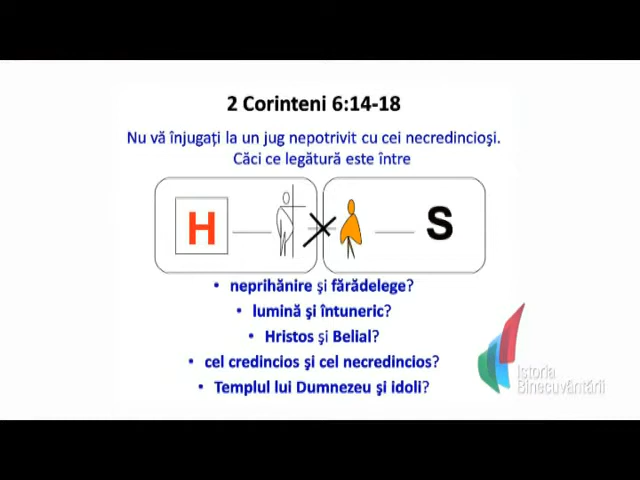 2 Corinteni 6:14-18
Nu vă înjugați la un jug nepotrivit cu cei necredincioşi.
Căci ce legătură este între
H S
• neprihănire şi fărădelege?
• lumină şi întuneric?
• Hristos şi Belial?
• cel credincios şi cel necredincios?
• Templul lui Dumnezeu şi idoli?
Istoria
Binecuvântării